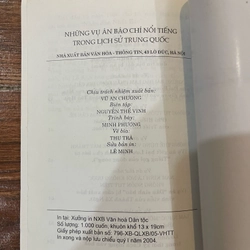 NHỮNG VỤ ÁN BÁO CHÍ NỔI TIẾNG
TRONG LỊCH SỬ TRUNG QUỐC
NHÀ XUẤT BẢN VĂN HÓA - THÔNG TIN, 43 LÒ ĐÚC, HÀ NỘI
Chịu trách nhiệm xuất bản:
VŨ AN CHƯƠNG
Biên tập:
NGUYỄN THẾ VINH
Trình bày:
MINH PHƯƠNG
Vẽ bìa:
THU TRÀ
Sửa bản in:
LÊ MINH
In tại: Xưởng in NXB Văn hoá Dân tộc
Số lượng: 1.000 cuốn; khuôn khổ 13 x 19cm
Giấy phép xuất bản số: 796-XB-QLXB/05-VHTT
In xong và nộp lưu chiểu quý I năm 2004.